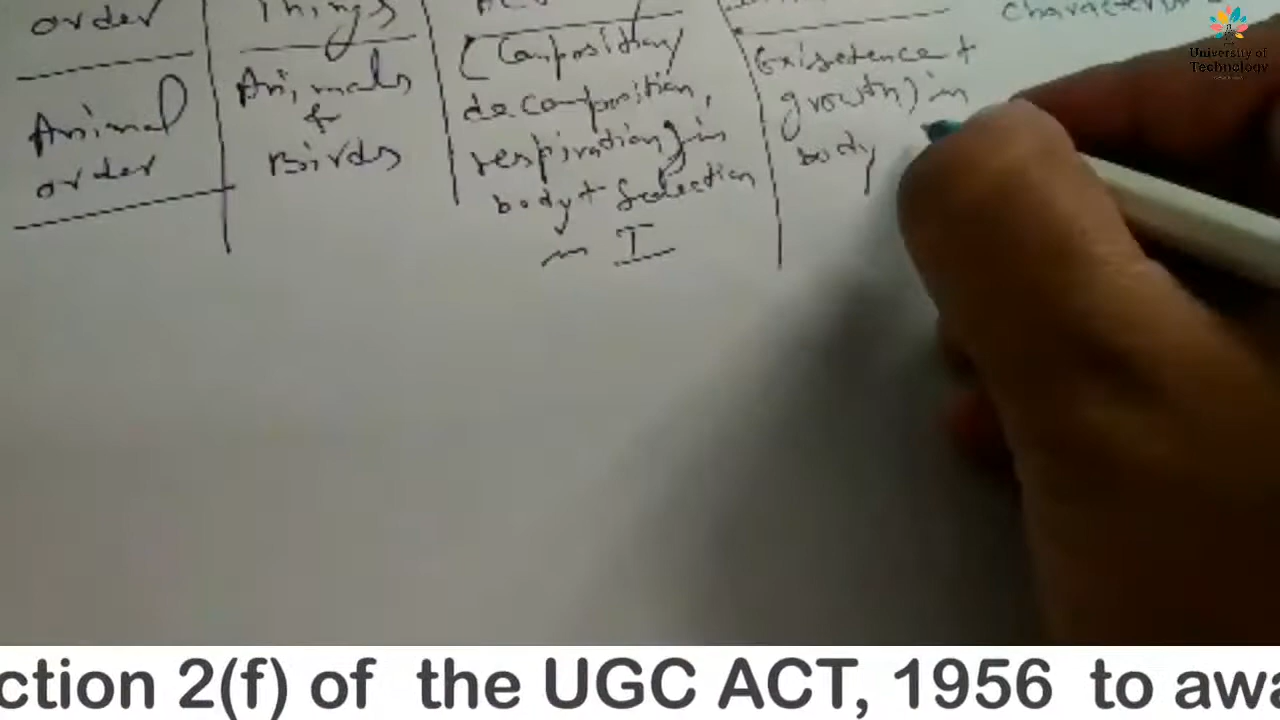 order
Things
University of
Technology
Animal
order
Animals
&
Birds
(Composition/
decomposition,
respiration) in
body + Selection
in I
(Existence +
growth) in
body
ction 2(f) of the UGC ACT, 1956 to awa